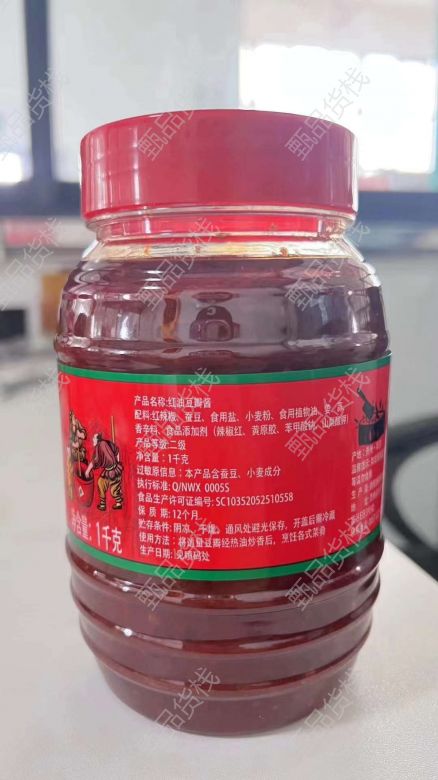 产品名称:红油豆瓣酱
配料:红辣椒、蚕豆、食用盐、小麦粉、食用植物油、姜、蒜
香辛料、食品添加剂(辣椒红、黄原胶、苯甲酸钠、山梨酸钾)
产品等级:二级
净含量:1千克
过敏原信息:本产品含蚕豆、小麦成分
执行标准:Q/NWX 0005S
食品生产许可证编号:SC10352052510558
保 质 期:12个月
贮存条件:阴凉、干燥、通风处避光保存,开盖后需冷藏
使用方法:将适量豆瓣经热油炒香后,烹饪各式菜肴
生产日期:见喷码处
净含量:1千克
甄品货栈